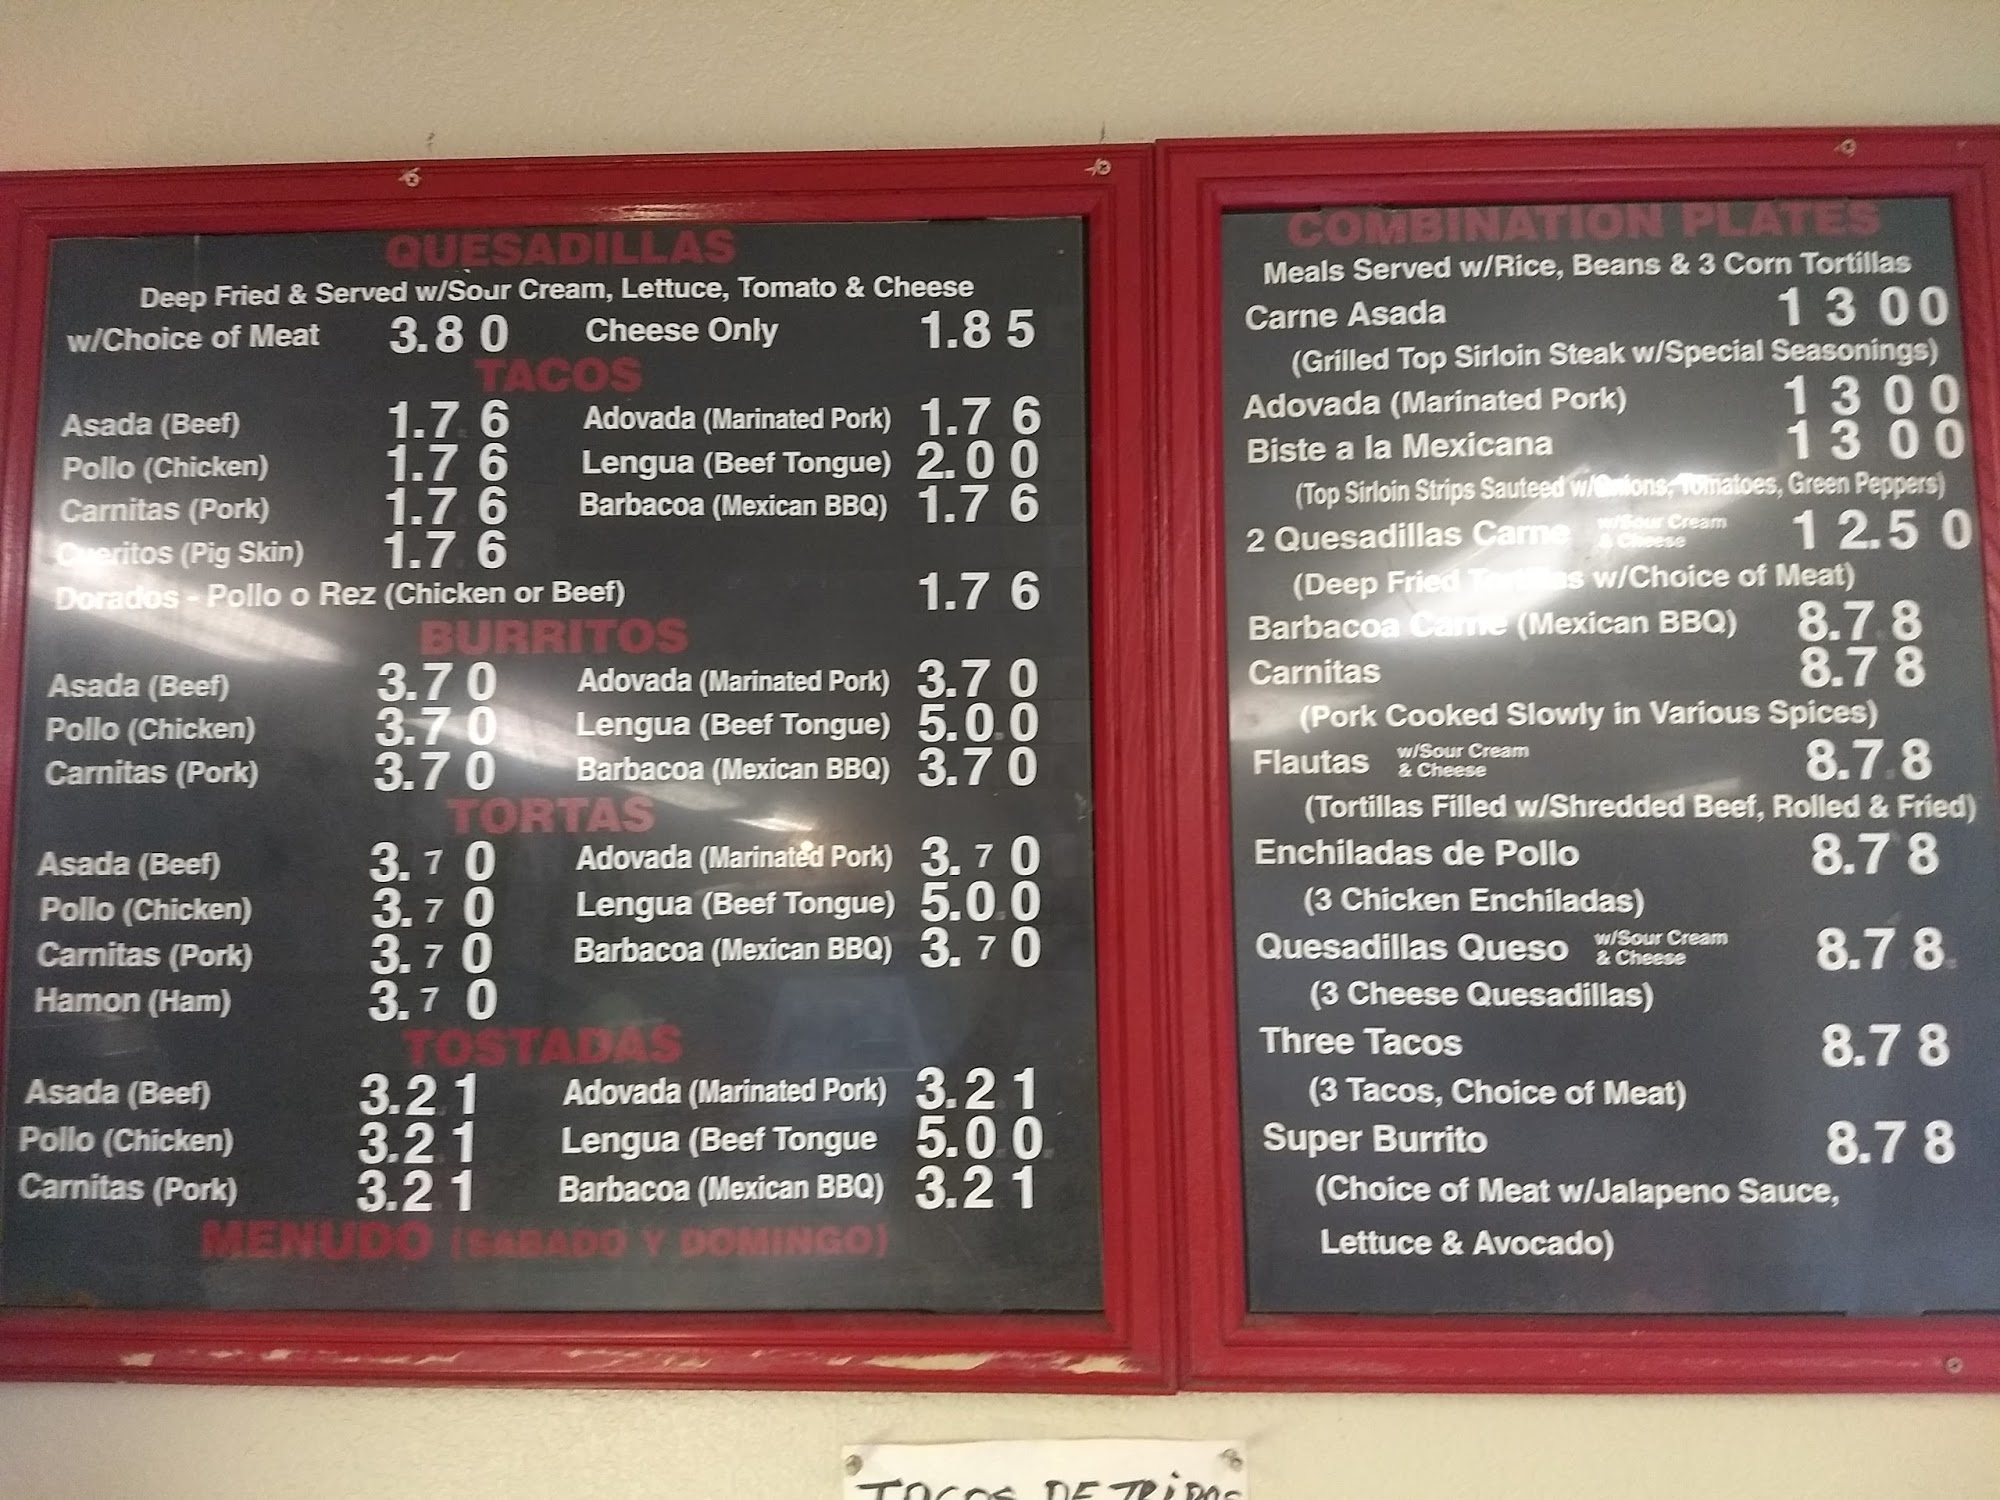 QUESADILLAS
Deep Fried & Served w/Sour Cream, Lettuce, Tomato & Cheese
w/Choice of Meat 3.80 Cheese Only 1.85
TACOS
Asada (Beef) 1.76 Adovada (Marinated Pork) 1.76
Pollo (Chicken) 1.76 Lengua (Beef Tongue) 2.00
Carnitas (Pork) 1.76 Barbacoa (Mexican BBQ) 1.76
Cueritos (Pig Skin) 1.76
Dorados - Pollo o Rez (Chicken or Beef) 1.76
BURRITOS
Asada (Beef) 3.70 Adovada (Marinated Pork) 3.70
Pollo (Chicken) 3.70 Lengua (Beef Tongue) 5.00
Carnitas (Pork) 3.70 Barbacoa (Mexican BBQ) 3.70
TORTAS
Asada (Beef) 3.70 Adovada (Marinated Pork) 3.70
Pollo (Chicken) 3.70 Lengua (Beef Tongue) 5.00
Carnitas (Pork) 3.70 Barbacoa (Mexican BBQ) 3.70
Hamon (Ham) 3.70
TOSTADAS
Asada (Beef) 3.21 Adovada (Marinated Pork) 3.21
Pollo (Chicken) 3.21 Lengua (Beef Tongue 5.00
Carnitas (Pork) 3.21 Barbacoa (Mexican BBQ) 3.21
MENUDO (SABADO Y DOMINGO)
COMBINATION PLATES
Meals Served w/Rice, Beans & 3 Corn Tortillas
Carne Asada 13 00
(Grilled Top Sirloin Steak w/Special Seasonings)
Adovada (Marinated Pork) 13 00
Biste a la Mexicana 13 00
(Top Sirloin Strips Sauteed w/Onions, Tomatoes, Green Peppers)
2 Quesadillas Carne w/Sour Cream & Cheese 12.50
(Deep Fried Tortillas w/Choice of Meat)
Barbacoa Carne (Mexican BBQ) 8.78
Carnitas 8.78
(Pork Cooked Slowly in Various Spices)
Flautas w/Sour Cream & Cheese 8.78
(Tortillas Filled w/Shredded Beef, Rolled & Fried)
Enchiladas de Pollo 8.78
(3 Chicken Enchiladas)
Quesadillas Queso w/Sour Cream & Cheese 8.78
(3 Cheese Quesadillas)
Three Tacos 8.78
(3 Tacos, Choice of Meat)
Super Burrito 8.78
(Choice of Meat w/Jalapeno Sauce,
Lettuce & Avocado)
TACOS DE TRIPAS